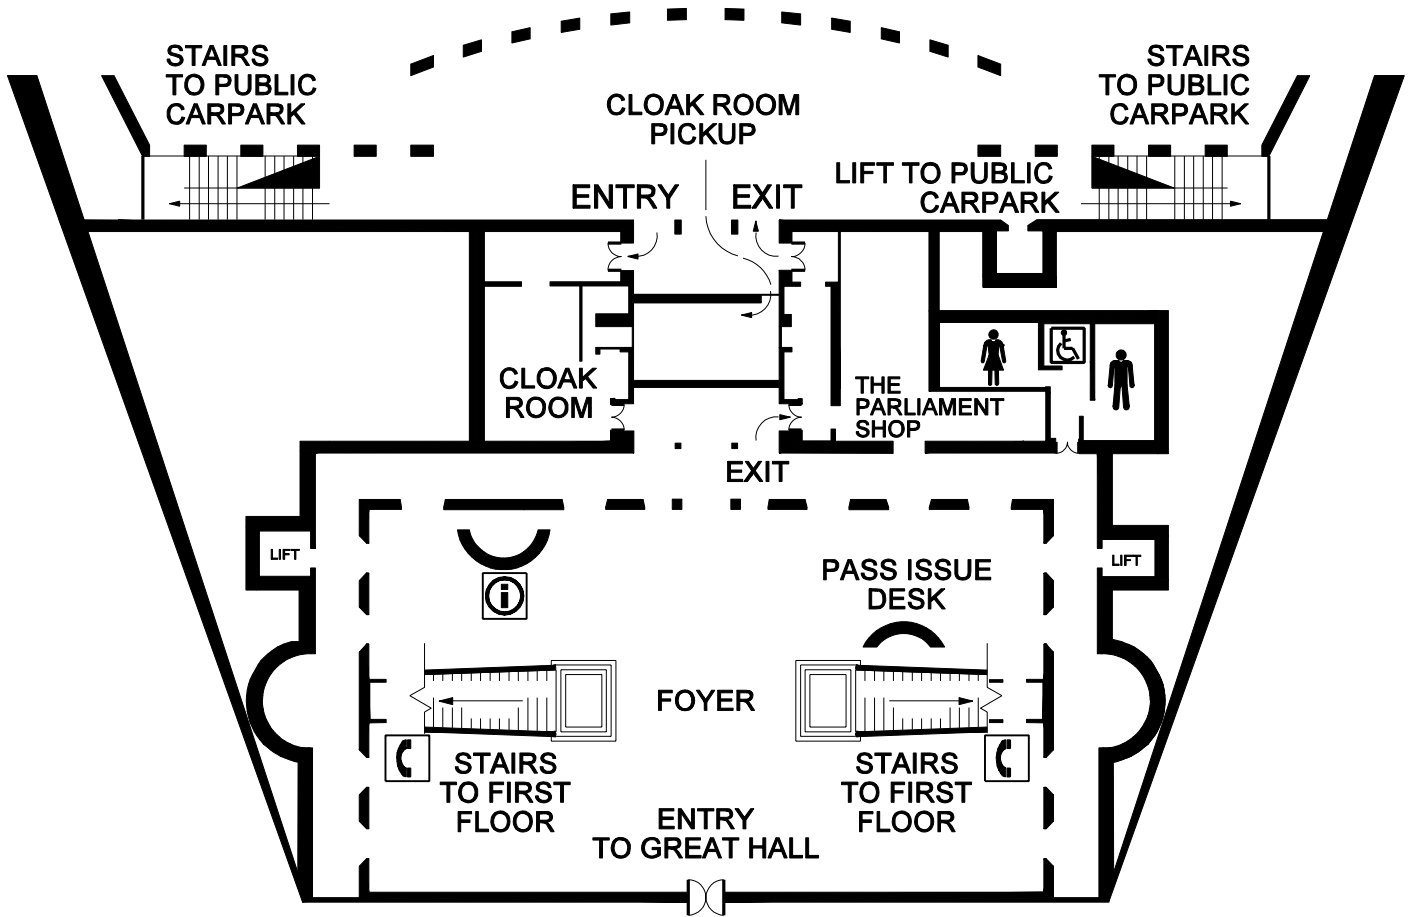 STAIRS
TO PUBLIC
CARPARK
STAIRS
TO PUBLIC
CARPARK
CLOAK ROOM
PICKUP
LIFT TO PUBLIC
CARPARK
ENTRY
EXIT
CLOAK
ROOM
THE
PARLIAMENT
SHOP
EXIT
LIFT
LIFT
PASS ISSUE
DESK
FOYER
STAIRS
TO FIRST
FLOOR
STAIRS
TO FIRST
FLOOR
ENTRY
TO GREAT HALL